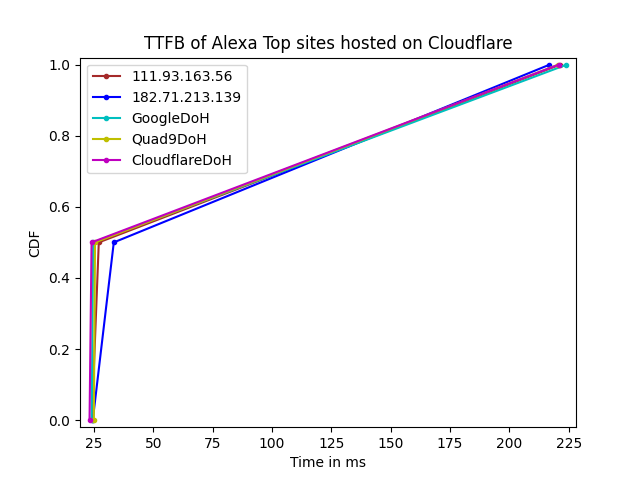 TTFB of Alexa Top sites hosted on Cloudflare
1.0
0.8
0.6
0.4
0.2
0.0
CDF
111.93.163.56
182.71.213.139
GoogleDoH
Quad9DoH
CloudflareDoH
25 50 75 100 125 150 175 200 225
Time in ms